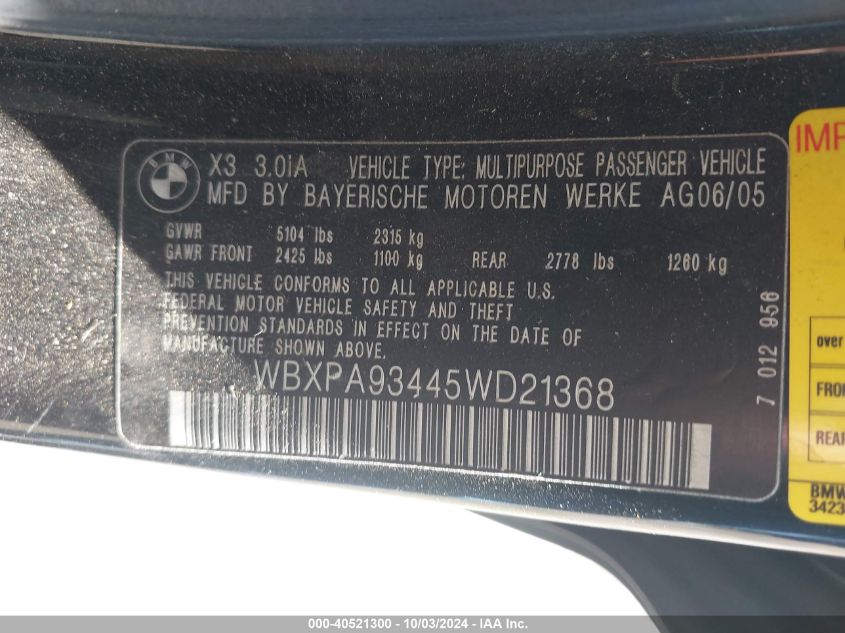 BMW
X3 3.0iA VEHICLE TYPE: MULTIPURPOSE PASSENGER VEHICLE
MFD BY BAYERISCHE MOTOREN WERKE AG06/05
GVWR 5104 lbs 2315 kg
GAWR FRONT 2425 lbs 1100 kg REAR 2778 lbs 1260 kg
THIS VEHICLE CONFORMS TO ALL APPLICABLE U.S.
FEDERAL MOTOR VEHICLE SAFETY AND THEFT
PREVENTION STANDARDS IN EFFECT ON THE DATE OF
MANUFACTURE SHOWN ABOVE.
WBXPA93445WD21368
7 012 956
IMP
over
FRON
REAR
BMW
3423
000-40521300 - 10/03/2024 - IAA Inc.